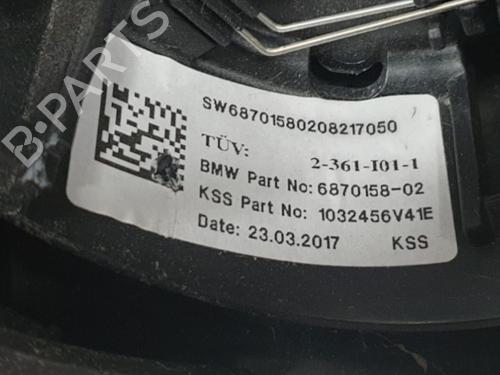 B-PARTS
SW68701580208217050
TÜV: 2-361-I01-1
BMW Part No: 6870158-02
KSS Part No: 1032456V41E
Date: 23.03.2017 KSS